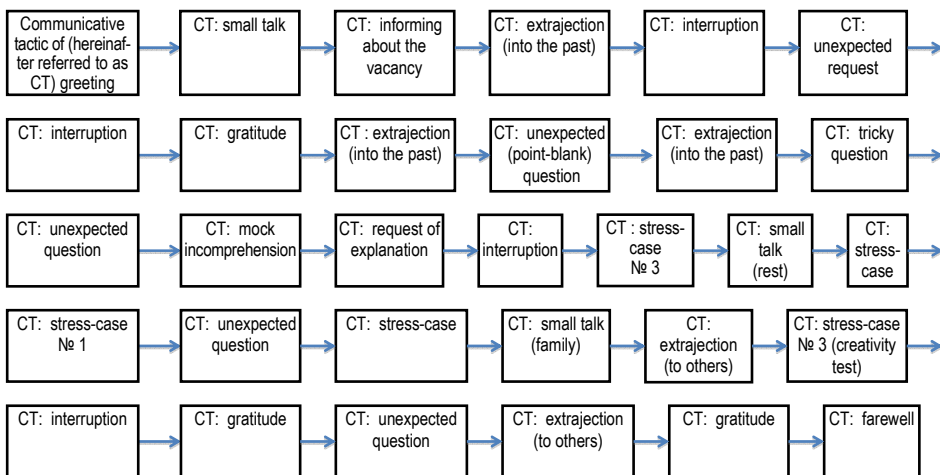 Communicative
tactic of (hereinaf-
ter referred to as
CT) greeting
CT: small talk
CT: informing
about the
vacancy
CT: extrajection
(into the past)
CT: interruption
CT:
unexpected
request
CT: interruption
CT: gratitude
CT : extrajection
(into the past)
CT: unexpected
(point-blank)
question
CT: extrajection
(into the past)
CT: tricky
question
CT: unexpected
question
CT: mock
incomprehension
CT: request of
explanation
CT:
interruption
CT : stress-
case
№ 3
CT: small
talk
(rest)
CT:
stress-
case
CT: stress-case
№ 1
CT: unexpected
question
CT: stress-case
CT: small talk
(family)
CT:
extrajection
(to others)
CT: stress-case
№ 3 (creativity
test)
CT: interruption
CT: gratitude
CT: unexpected
question
CT: extrajection
(to others)
CT: gratitude
CT: farewell